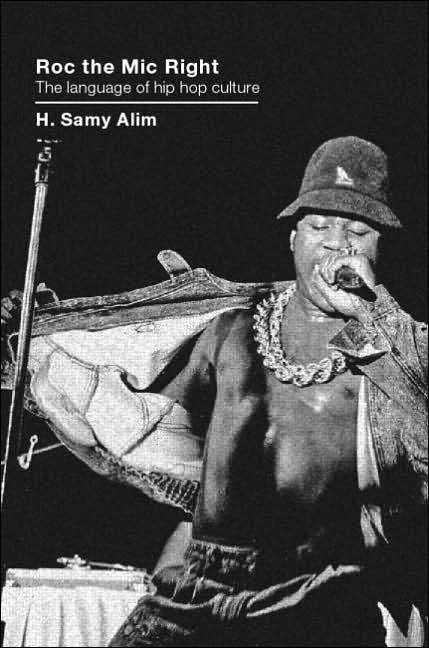 Roc the Mic Right
The language of hip hop culture
H. Samy Alim